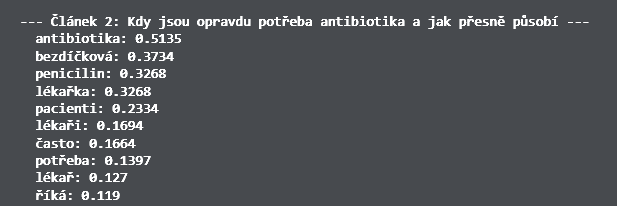 --- Článek 2: Kdy jsou opravdu potřeba antibiotika a jak přesně působí ---
antibiotika: 0.5135
bezdíčková: 0.3734
penicilin: 0.3268
lékařka: 0.3268
pacienti: 0.2334
lékaři: 0.1694
často: 0.1664
potřeba: 0.1397
lékař: 0.127
říká: 0.119